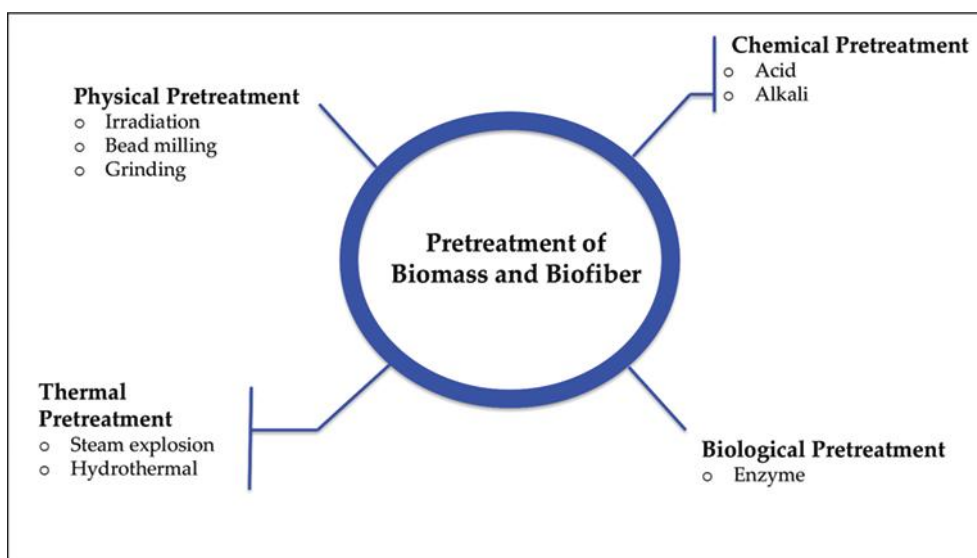 Chemical Pretreatment
Acid
Alkali
Physical Pretreatment
Irradiation
Bead milling
Grinding
Pretreatment of
Biomass and Biofiber
Thermal
Pretreatment
Steam explosion
Hydrothermal
Biological Pretreatment
Enzyme